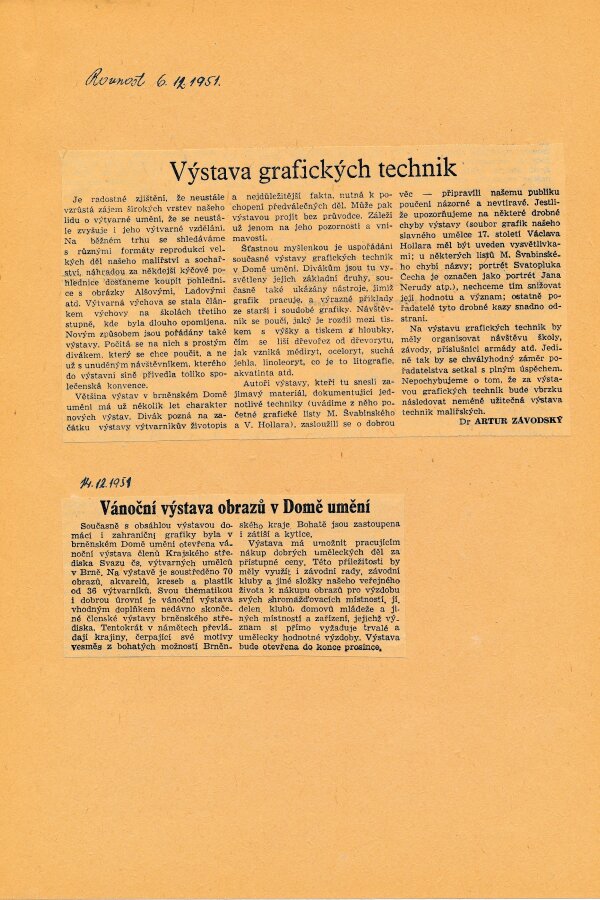 Rovnost 6.12.1951.
Výstava grafických technik
Je radostné zjištění, že neustále
vzrůstá zájem širokých vrstev našeho
lidu o výtvarné umění, že se neustá-
le zvyšuje i jeho výtvarné vzdělání.
Na běžném trhu se shledáváme
s různými formáty reprodukcí vel-
kých děl našeho malířství a sochař-
ství, náhradou za někdejší kýčové po-
hlednice dostaneme koupit pohledni-
ce s obrázky Alšovými, Ladovými
atd. Výtvarná výchova se stala člán-
kem výchovy na školách třetího
stupně, kde byla dlouho opomíjena.
Novým způsobem jsou pořádány také
výstavy. Počítá se na nich s prostým
divákem, který se chce poučit, a ne
už s unuděným návštěvníkem, kterého
do výstavní síně přivedla toliko spo-
lečenská konvence.
Většina výstav v brněnském Domě
umění má už několik let charakter
nových výstav. Divák pozná na za-
čátku výstavy výtvarníkův životopis
a nejdůležitější fakta, nutná k po-
chopení předválečných děl. Může pak
výstavou projít bez průvodce. Záleží
už jenom na jeho pozornosti a vní-
mavosti.
Šťastnou myšlenkou je uspořádání
současné výstavy grafických technik
v Domě umění. Divákům jsou tu vy-
světleny jejich základní druhy, sou-
časně také ukázány nástroje, jimiž
grafik pracuje, a výrazné příklady
ze starší i soudobé grafiky. Návštěv-
ník se poučí, jaký je rozdíl mezi tis-
kem s výšky a tiskem z hloubky,
čím se liší dřevořez od dřevorytu,
jak vzniká mědiryt, oceloryt, suchá
jehla, linoleoryt, co je to litografie,
akvatinta atd.
Autoři výstavy, kteří tu snesli za-
jímavý materiál, dokumentující jed-
notlivé techniky (uvádíme z něho po-
četné grafické listy M. Švabinského
a V. Hollara), zasloužili se o dobrou
věc — připravili našemu publiku
poučení názorné a nevtíravé. Jestli-
že upozorňujeme na některé drobné
chyby výstavy (soubor grafik našeho
slavného umělce 17. století Václava
Hollara měl být uveden vysvětlivka-
mi; u některých listů M. Švabinské-
ho chybí názvy; portrét Svatopluka
Čecha je označen jako portrét Jana
Nerudy atp.), nechceme tím snižovat
její hodnotu a význam; ostatně po-
řadatelé tyto drobné kazy snadno od-
straní.
Na výstavu grafických technik by
měly organisovat návštěvu školy,
závody, příslušníci armády atd. Jedi-
ně tak by se chvályhodný záměr po-
řadatelstva setkal s plným úspěchem.
Nepochybujeme o tom, že za výsta-
vou grafických technik bude vbrzku
následovat neméně užitečná výstava
technik malířských.
Dr ARTUR ZÁVODSKÝ
14.12.1951
Vánoční výstava obrazů v Domě umění
Současně s obsáhlou výstavou do-
mácí i zahraniční grafiky byla v
brněnském Domě umění otevřena vá-
noční výstava členů Krajského stře-
diska Svazu čs. výtvarných umělců
v Brně. Na výstavě je soustředěno 70
obrazů, akvarelů, kreseb a plastik
od 36 výtvarníků. Svou thématikou
i dobrou úrovní je vánoční výstava
vhodným doplňkem nedávno skonče-
né členské výstavy brněnského stře-
diska. Tentokrát v námětech převlá-
dají krajiny, čerpající své motivy
vesměs z bohatých možností Brněn-
ského kraje. Bohatě jsou zastoupena
i zátiší a kytice.
Výstava má umožnit pracujícím
nákup dobrých uměleckých děl za
přístupné ceny. Této příležitosti by
měly využít i závodní rady, závodní
kluby a jiné složky našeho veřejného
života k nákupu obrazů pro výzdobu
svých shromažďovacích místností, jí-
delen, klubů, domovů mládeže a ji-
ných místností a zařízení, jejichž vý-
znam si přímo vyžaduje trvalé a
umělecky hodnotné výzdoby. Výstava
bude otevřena do konce prosince.